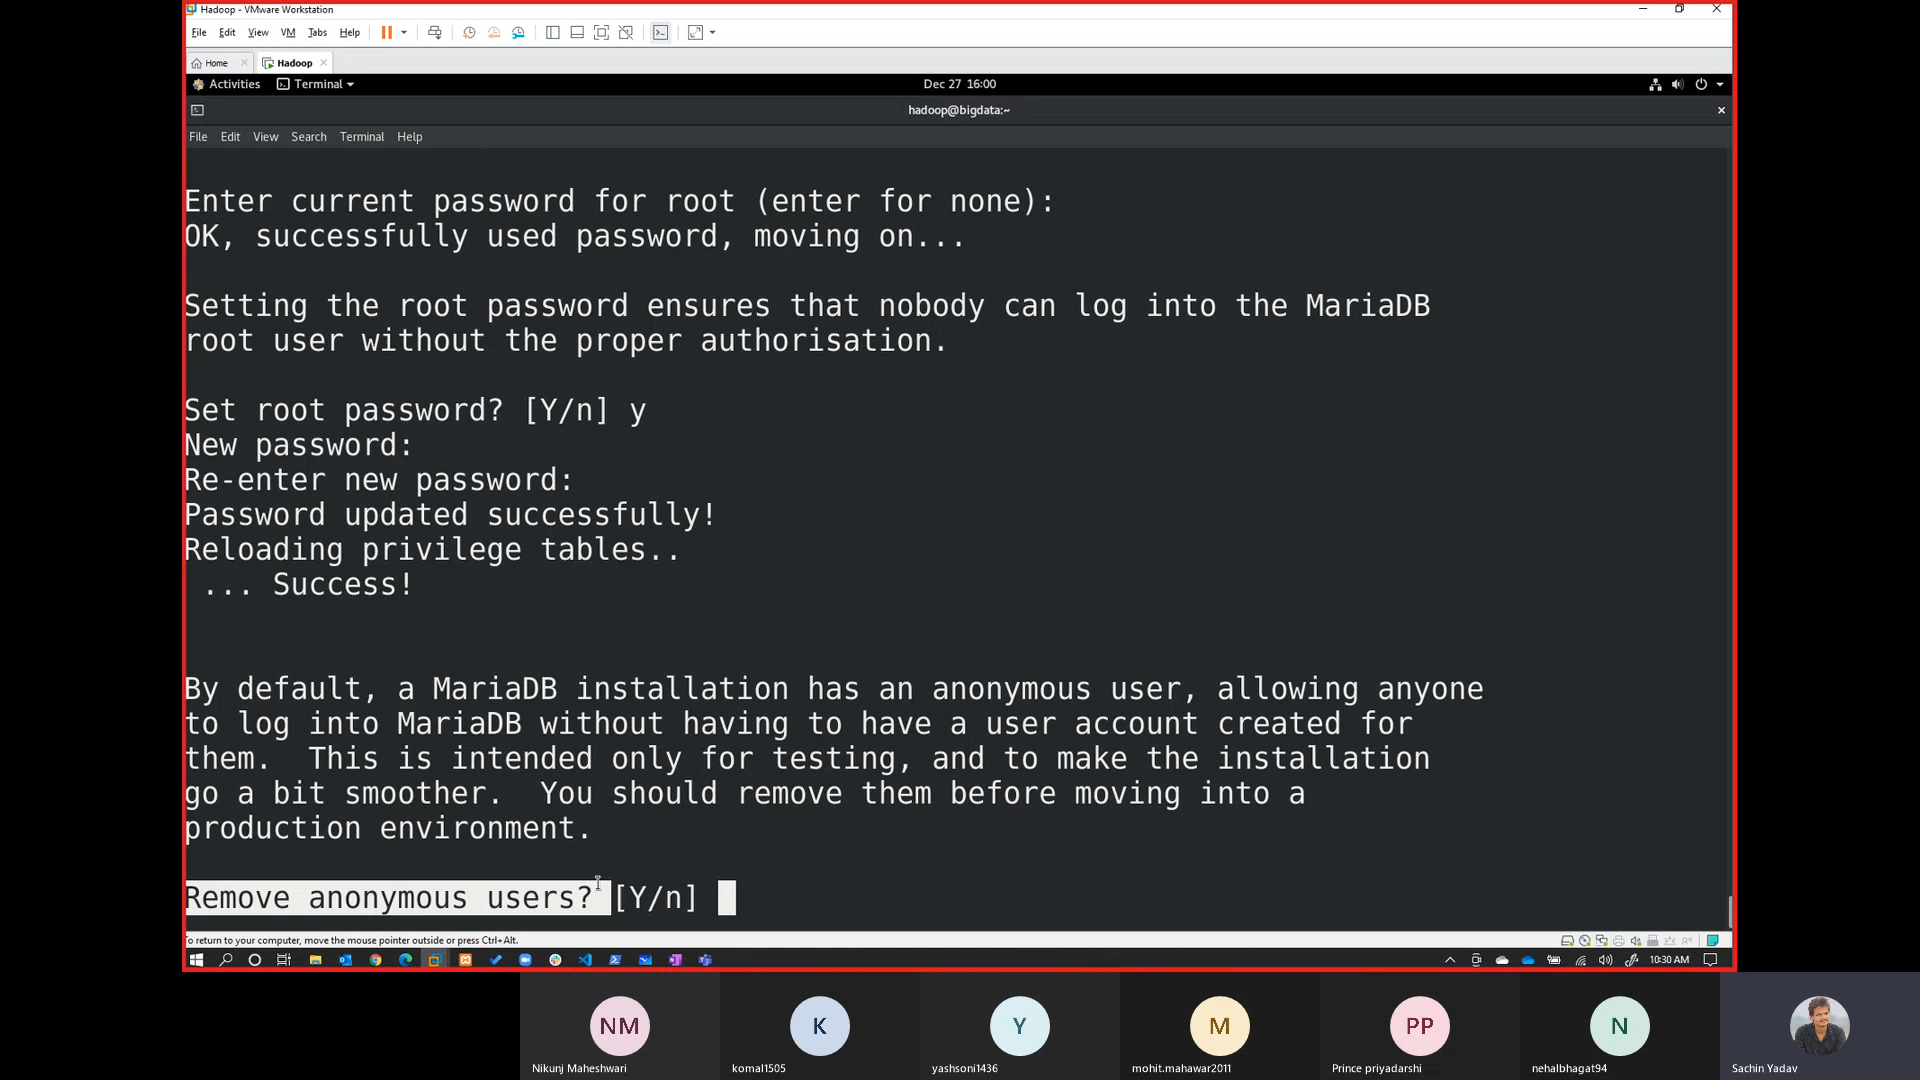 Hadoop - VMware Workstation
File Edit View VM Tabs Help
Home Hadoop
Activities Terminal Dec 27 16:00
hadoop@bigdata:~
File Edit View Search Terminal Help
Enter current password for root (enter for none):
OK, successfully used password, moving on...
Setting the root password ensures that nobody can log into the MariaDB
root user without the proper authorisation.
Set root password? [Y/n] y
New password:
Re-enter new password:
Password updated successfully!
Reloading privilege tables..
... Success!
By default, a MariaDB installation has an anonymous user, allowing anyone
to log into MariaDB without having to have a user account created for
them.  This is intended only for testing, and to make the installation
go a bit smoother.  You should remove them before moving into a
production environment.
Remove anonymous users? [Y/n]
To return to your computer, move the mouse pointer outside or press Ctrl+Alt.
10:30 AM
NM K Y M PP N
Nikunj Maheshwari komal1505 yashsoni1436 mohit.mahawar2011 Prince priyadarshi nehalbhagat94 Sachin Yadav